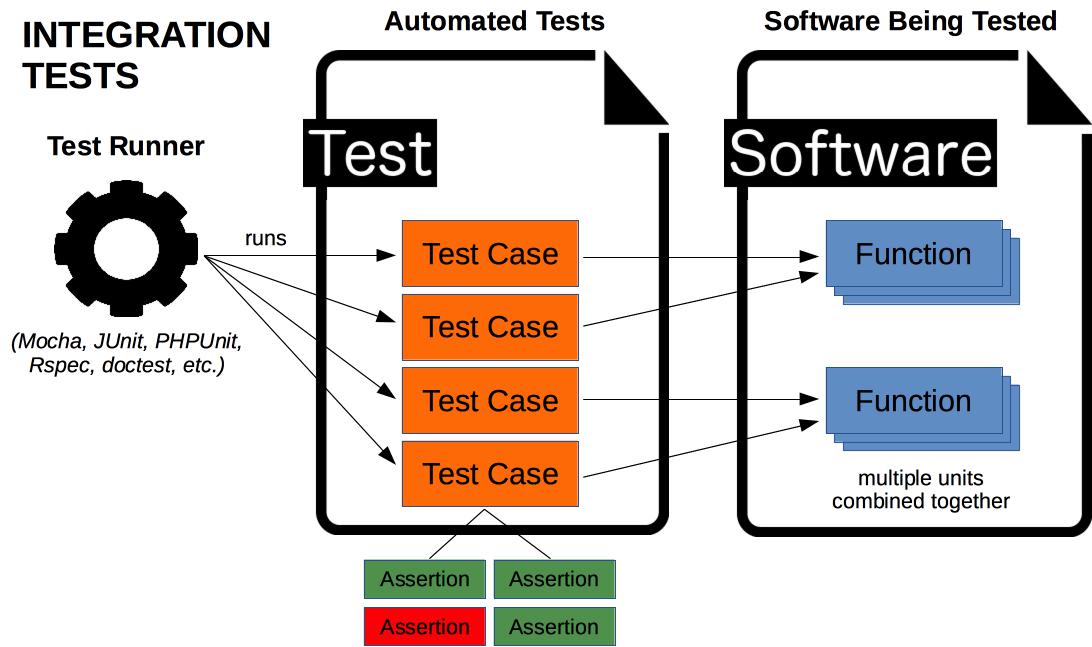 INTEGRATION
TESTS
Automated Tests
Software Being Tested
Test Runner
Test
Software
runs
Test Case
Function
Test Case
(Mocha, JUnit, PHPUnit,
Rspec, doctest, etc.)
Test Case
Function
Test Case
multiple units
combined together
Assertion
Assertion
Assertion
Assertion